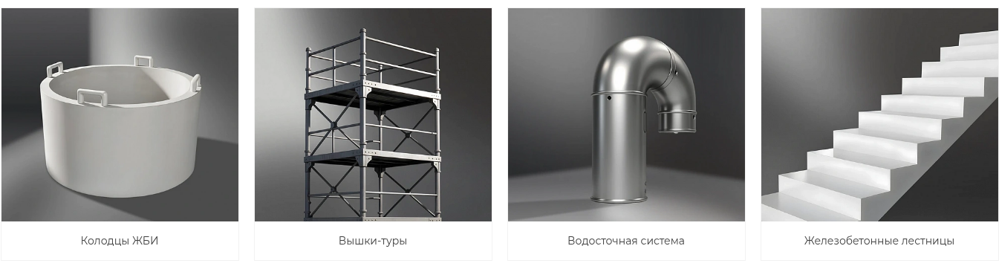 Колодцы ЖБИ
Вышки-туры
Водосточная система
Железобетонные лестницы